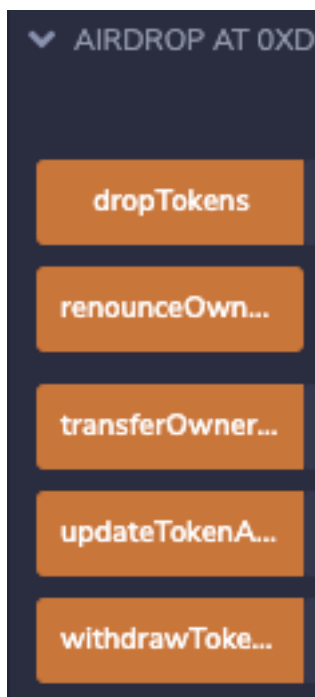 AIRDROP AT 0XD
dropTokens
renounceOwn...
transferOwner...
updateTokenA...
withdrawToke...